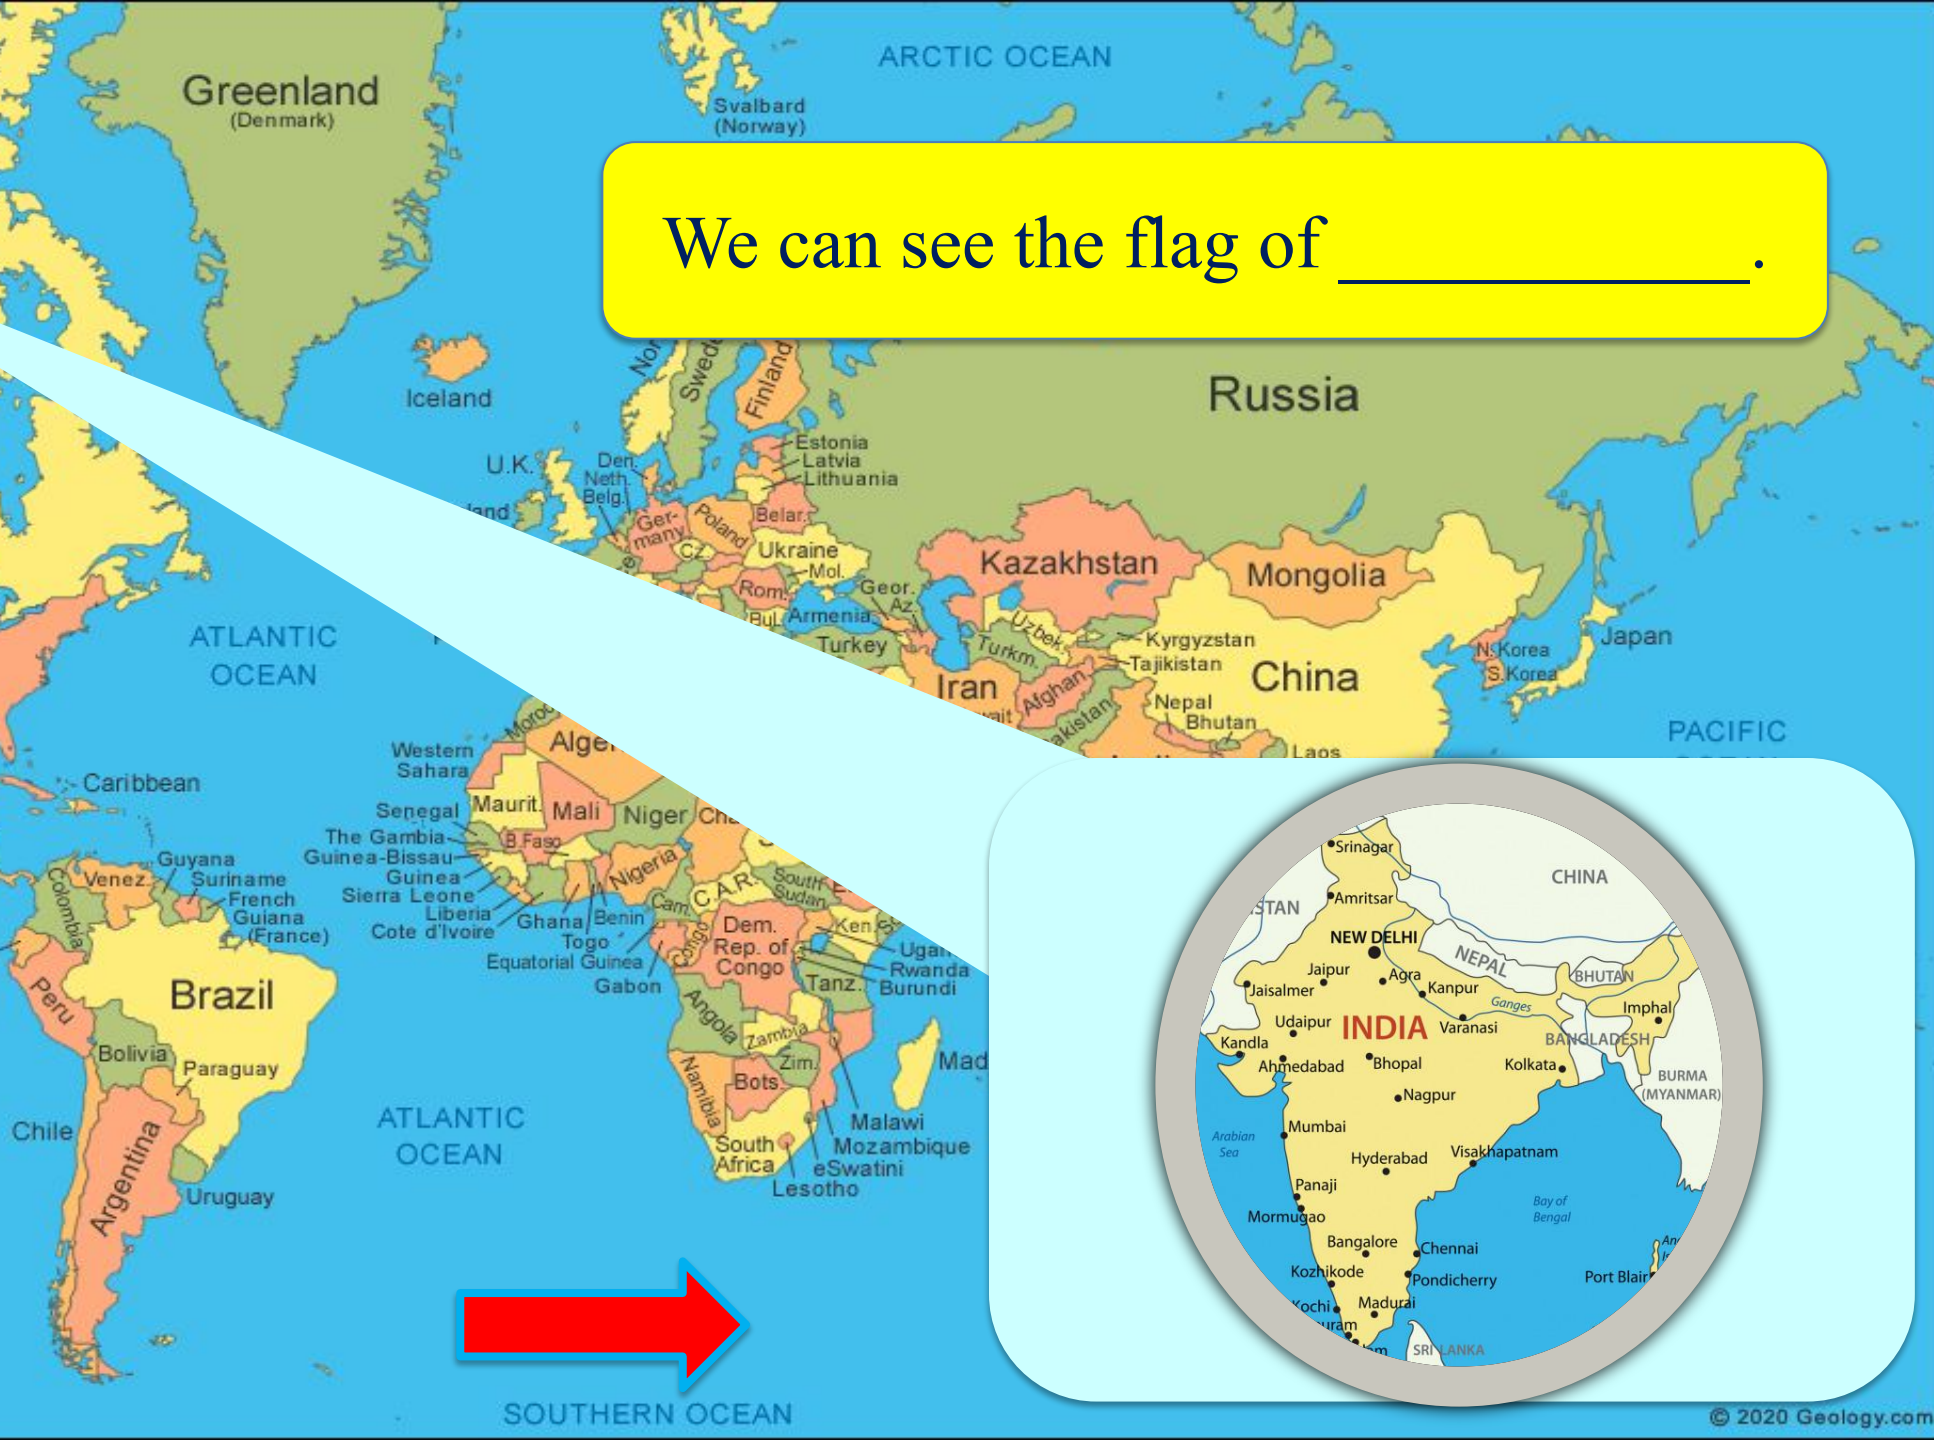 ARCTIC OCEAN
Greenland
(Denmark)
Svalbard
(Norway)
We can see the flag of ____________.
Finland
Russia
Iceland
Estonia
Latvia
Lithuania
U.K.
Den.
Neth.
Belg.
Ger-
many
Poland
Belar.
CZ.
Ukraine
Mol.
Rom.
Bul.
Geor.
Az.
Armenia
Turkey
Kazakhstan
Mongolia
Uzbek.
Turkm.
Kyrgyzstan
Tajikistan
Iran
Afghan.
China
N. Korea
S. Korea
Japan
Nepal
Bhutan
Laos
ATLANTIC
OCEAN
PACIFIC
Western
Sahara
Caribbean
Maurit.
Mali
Niger
Senegal
The Gambia
Guinea-Bissau
Guinea
Sierra Leone
Liberia
Cote d'Ivoire
B.Faso
Ghana
Togo
Benin
Nigeria
Equatorial Guinea
Gabon
Cam.
C.A.R.
South
Sudan
Congo
Dem.
Rep. of
Congo
Ken.
Rwanda
Burundi
Tanz.
Angola
Zambia
Zim.
Namibia
Bots.
South
Africa
Malawi
Mozambique
eSwatini
Lesotho
Guyana
Suriname
French
Guiana
(France)
Venez.
Colombia
Peru
Brazil
Bolivia
Paraguay
Chile
Argentina
Uruguay
ATLANTIC
OCEAN
SOUTHERN OCEAN
Srinagar
CHINA
Amritsar
NEW DELHI
NEPAL
BHUTAN
Jaipur
Agra
Jaisalmer
Kanpur
Ganges
Imphal
Udaipur
INDIA
Varanasi
BANGLADESH
Kandla
Ahmedabad
Bhopal
Kolkata
BURMA
(MYANMAR)
Nagpur
Mumbai
Arabian
Sea
Hyderabad
Visakhapatnam
Panaji
Mormugao
Bay of
Bengal
Bangalore
Chennai
Kozhikode
Pondicherry
Port Blair
Kochi
Madurai
SRI LANKA
© 2020 Geology.com